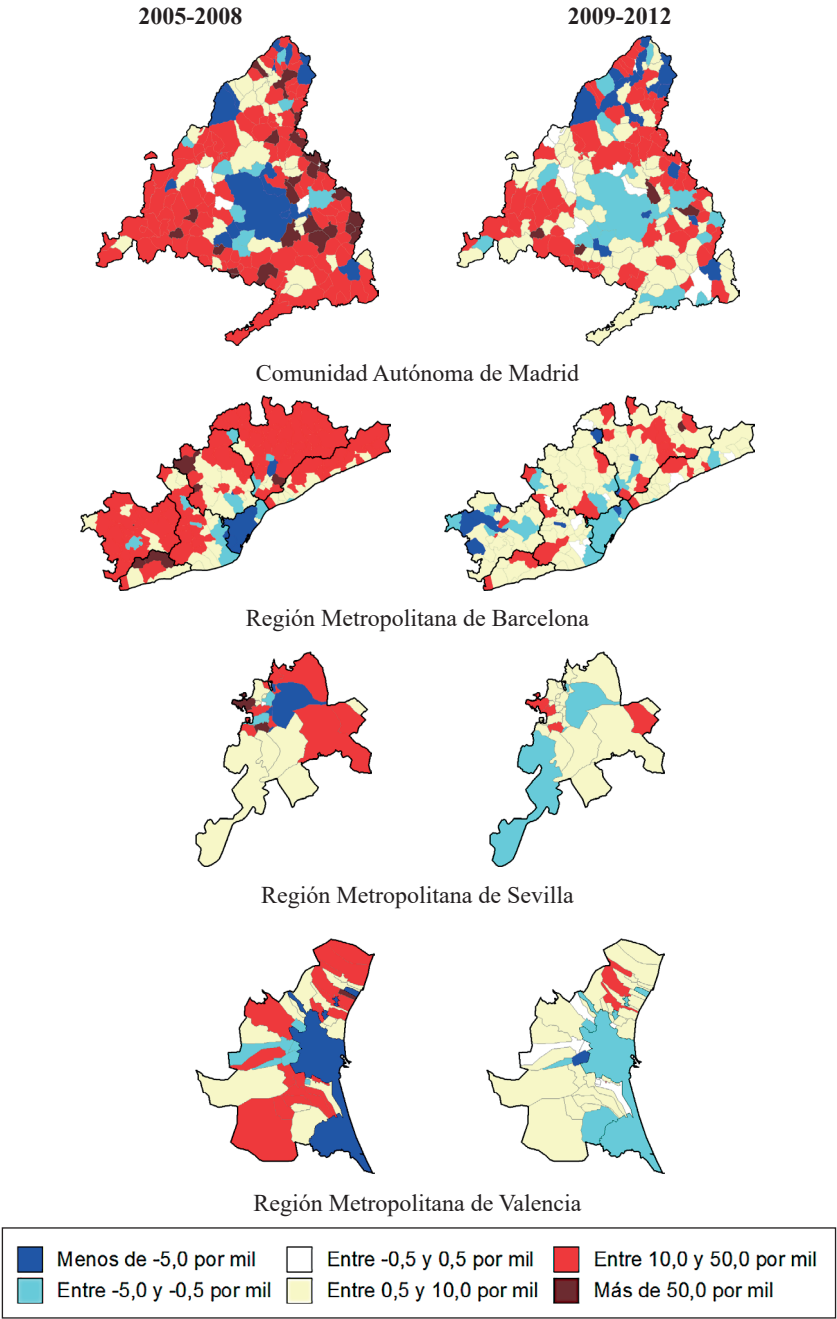 2005-2008
2009-2012
Comunidad Autónoma de Madrid
Región Metropolitana de Barcelona
Región Metropolitana de Sevilla
Región Metropolitana de Valencia
Menos de -5,0 por mil
Entre -0,5 y 0,5 por mil
Entre 10,0 y 50,0 por mil
Entre -5,0 y -0,5 por mil
Entre 0,5 y 10,0 por mil
Más de 50,0 por mil